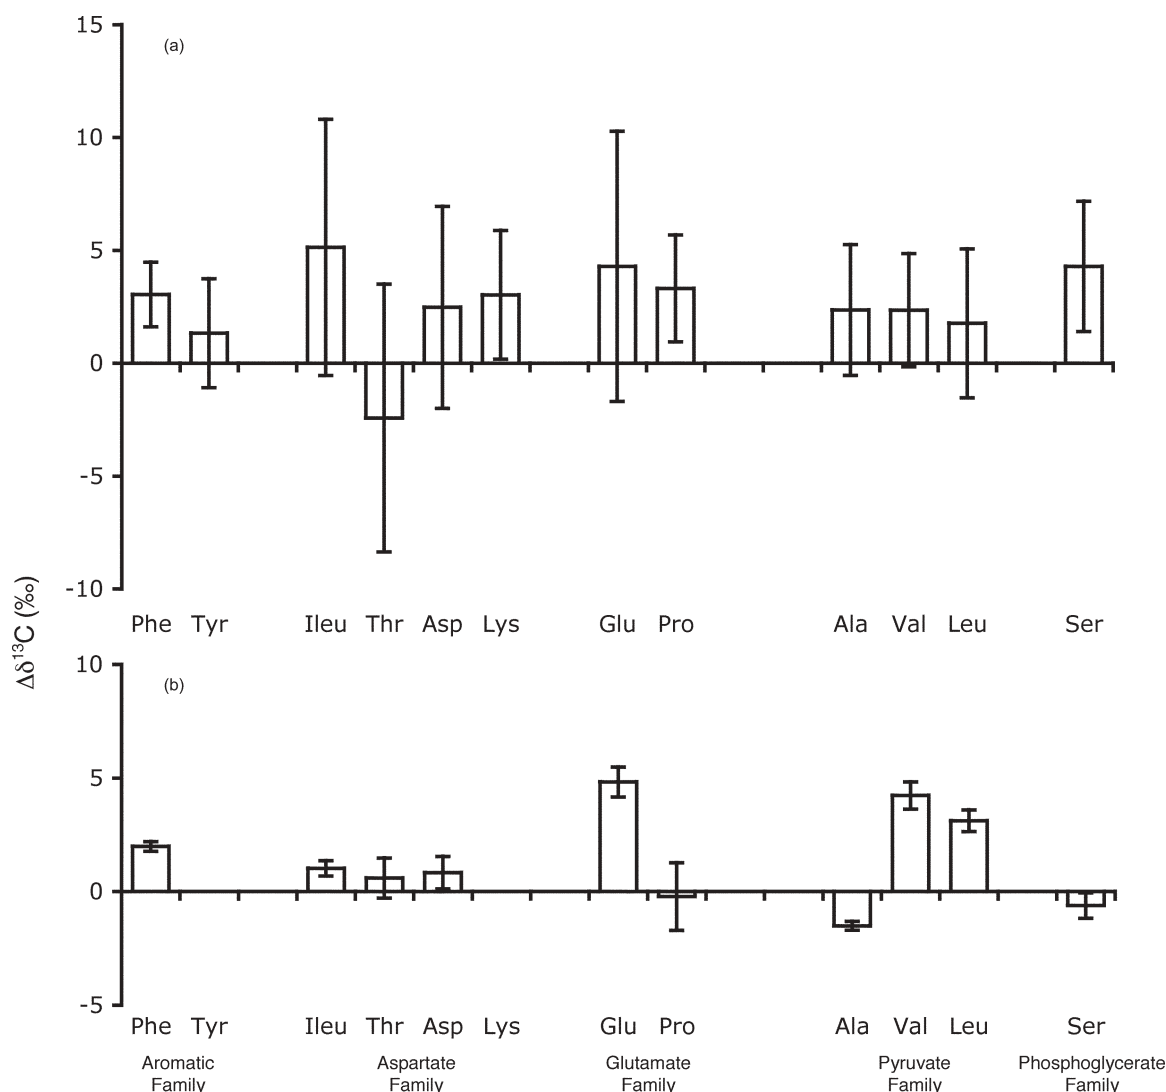 15
(a)
10
5
0
-5
-10
Phe Tyr Ileu Thr Asp Lys Glu Pro Ala Val Leu Ser
Δδ¹³C (‰)
10
(b)
5
0
-5
Phe Tyr Ileu Thr Asp Lys Glu Pro Ala Val Leu Ser
Aromatic Aspartate Glutamate Pyruvate Phosphoglycerate
Family Family Family Family Family